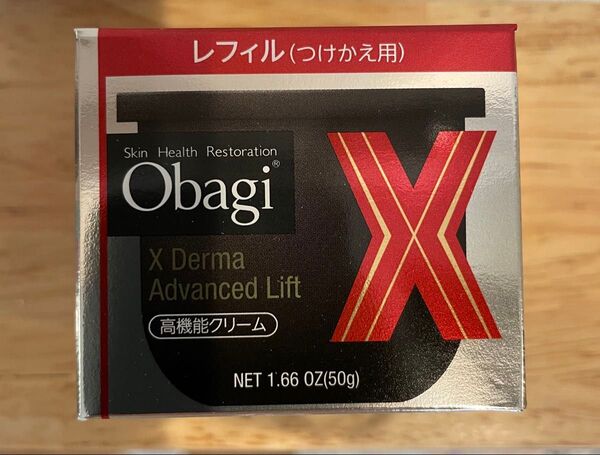 レフィル(つけかえ用)
Skin Health Restoration
Obagi®
X
X Derma
Advanced Lift
高機能クリーム
NET 1.66 OZ(50g)